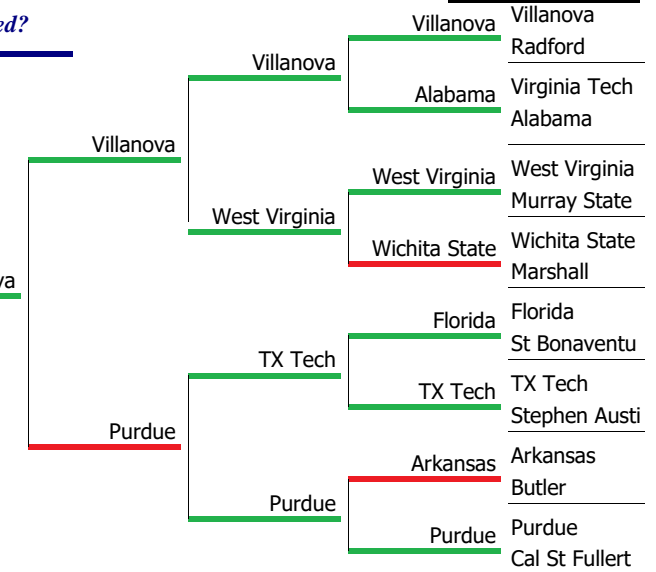 ed?
Villanova
Radford
Virginia Tech
Alabama
West Virginia
Murray State
Wichita State
Marshall
Florida
St Bonaventu
TX Tech
Stephen Austi
Arkansas
Butler
Purdue
Cal St Fullert
Villanova
Alabama
West Virginia
Wichita State
Florida
TX Tech
Arkansas
Purdue
Villanova
West Virginia
TX Tech
Purdue
Villanova
Purdue
va